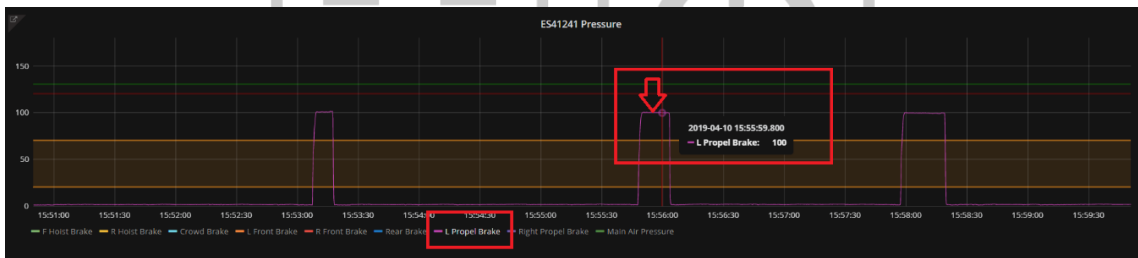 ES41241 Pressure
150
100
50
0
2019-04-10 15:55:59.800
L Propel Brake: 100
15:51:00 15:51:30 15:52:00 15:52:30 15:53:00 15:53:30 15:54:00 15:54:30 15:55:00 15:55:30 15:56:00 15:56:30 15:57:00 15:57:30 15:58:00 15:58:30 15:59:00 15:59:30
F Hoist Brake R Hoist Brake Crowd Brake L Front Brake R Front Brake Rear Brake L Propel Brake Right Propel Brake Main Air Pressure